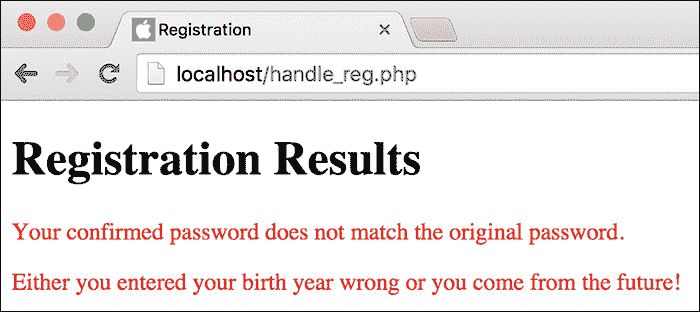 Registration
localhost/handle_reg.php
Registration Results
Your confirmed password does not match the original password.
Either you entered your birth year wrong or you come from the future!